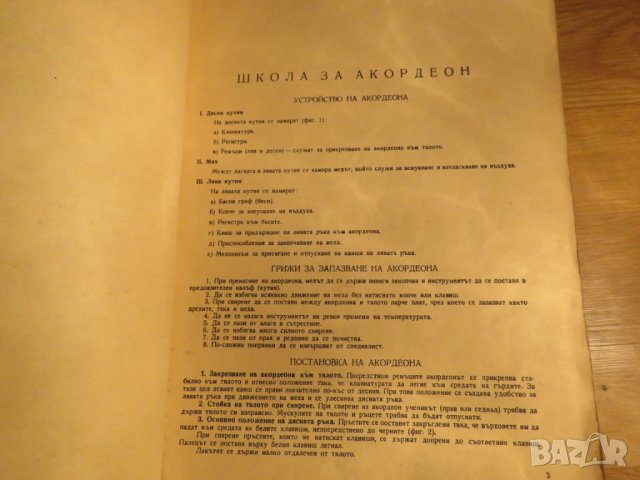 ШКОЛА ЗА АКОРДЕОН
УСТРОЙСТВО НА АКОРДЕОНА
I. Дясна кутия
На дясната кутия се намират (фиг. 1):
а) Клавиатура.
б) Регистри.
в) Ремъци (ляв и десен) — служат за прикрепване на акордеона към тялото.
II. Мях
Между дясната и лявата кутия се намира мехът, който служи за всмукване и изтласкване на въздуха.
III. Лява кутия
На лявата кутия се намират:
а) Басов гриф (баси).
б) Копче за изпускане на въздуха.
в) Регистри към басите.
г) Каиш за придържане на лявата ръка към акордеона.
д) Приспособления за закопчаване на меха.
е) Механизъм за притягане и отпускане на каиша на лявата ръка.
ГРИЖИ ЗА ЗАПАЗВАНЕ НА АКОРДЕОНА
1. При пренасяне на акордеона, мехът да се държи винаги закопчан и инструментът да се поставя в
предпазителен калъф (кутия).
2. Да се избягва всякакво движение на меха без натиснато копче или клавиш.
3. При свирене да се поставя между акордеона и тялото парче плат, чрез което се запазват както
дрехите, така и меха.
4. Да не се излага инструментът на резки промени на температурата.
5. Да се пази от влага и сътресение.
6. Да се избягва много силното свирене.
7. Да се пази от прах и редовно да се почиства.
8. По-сложни поправки да се извършват от специалист.
ПОСТАНОВКА НА АКОРДЕОНА
1. Закрепване на акордеона към тялото. Посредством ремъците акордеонът се прикрепва ста-
билно към тялото в отвесно положение така, че клавиатурата да легне към средата на гърдите. За
тази цел левият каиш се прави значително по-къс от десния. При това положение се създава удобство за
лявата ръка при движението на меха и се улеснява дясната ръка.
2. Стойка на тялото при свирене. При свирене на акордеон ученикът (прав или седнал) трябва да
държи тялото си изправено. Мускулите на тялото и ръцете трябва да бъдат отпуснати.
3. Основно положение на дясната ръка. Пръстите се поставят закръглени така, че върховете им да
падат към средата на белите клавиши, непосредствено до черните (фиг. 2).
При свирене пръстите, които не натискат клавиши, се държат допрени до съответния клавиш.
Палецът се поставя върху белия клавиш легнал.
Лакътят се държи малко отдалечен от тялото.
3
Bazar.bg